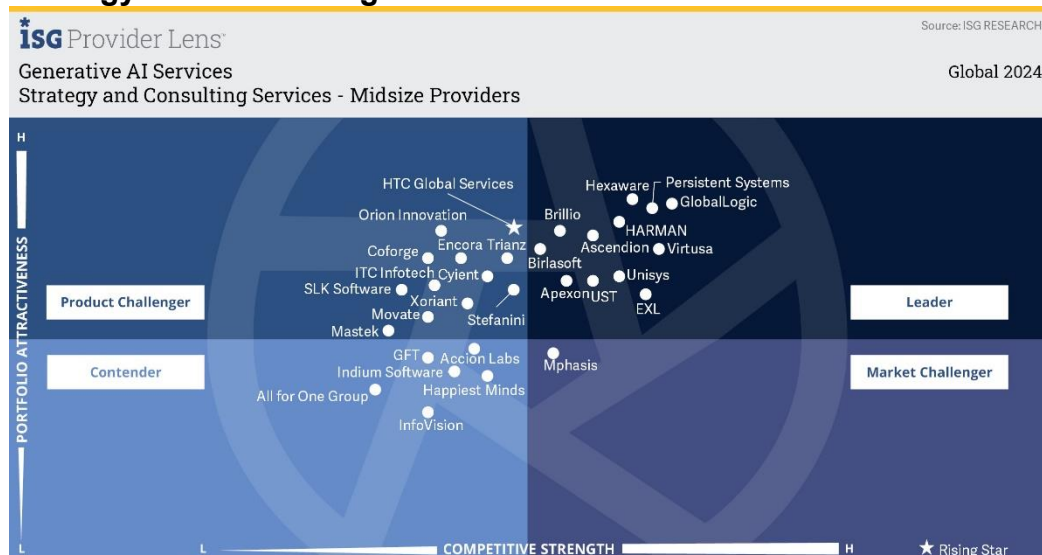 ISG Provider Lens™
Source: ISG RESEARCH
Generative AI Services
Global 2024
Strategy and Consulting Services - Midsize Providers
H
HTC Global Services
Hexaware
Persistent Systems
GlobalLogic
Orion Innovation
Brillio
HARMAN
Coforge
Encora
Trianz
Ascendion
Virtusa
Birlasoft
ITC Infotech
Cyient
Unisys
SLK Software
Apexon
UST
EXL
Product Challenger
Leader
Xoriant
Movate
Stefanini
Mastek
GFT
Accion Labs
Mphasis
Contender
Indium Software
Market Challenger
All for One Group
Happiest Minds
InfoVision
PORTFOLIO ATTRACTIVENESS
L
L
COMPETITIVE STRENGTH
H
★ Rising Star